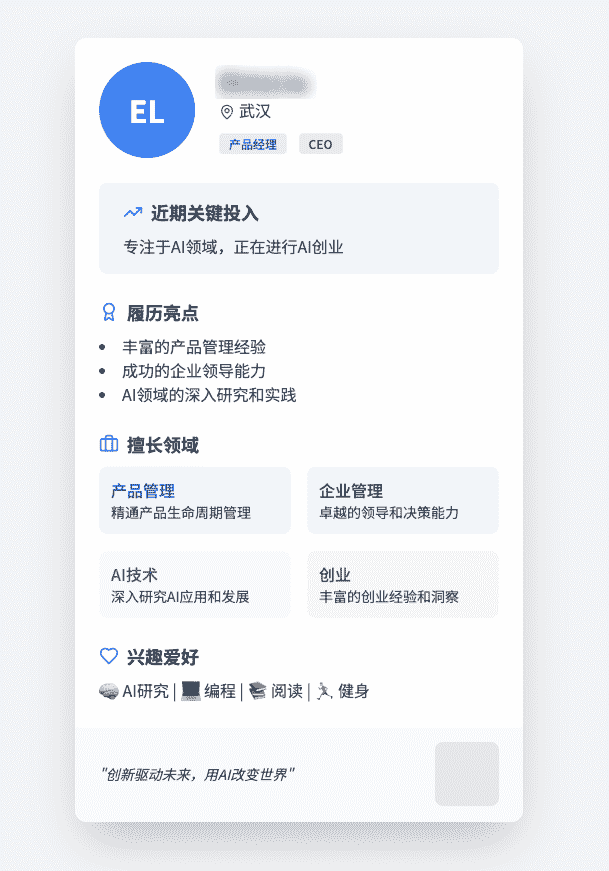 EL
武汉
产品经理 CEO
近期关键投入
专注于AI领域，正在进行AI创业
履历亮点
丰富的产品管理经验
成功的企业领导能力
AI领域的深入研究和实践
擅长领域
产品管理
精通产品生命周期管理
企业管理
卓越的领导和决策能力
AI技术
深入研究AI应用和发展
创业
丰富的创业经验和洞察
兴趣爱好
AI研究 | 编程 | 阅读 | 健身
"创新驱动未来，用AI改变世界"